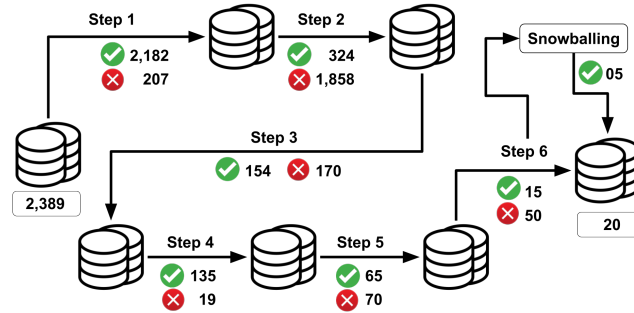 Step 1
2,182
207
Step 2
324
1,858
Snowballing
05
2,389
Step 3
154 170
Step 6
15
50
20
Step 4
135
19
Step 5
65
70